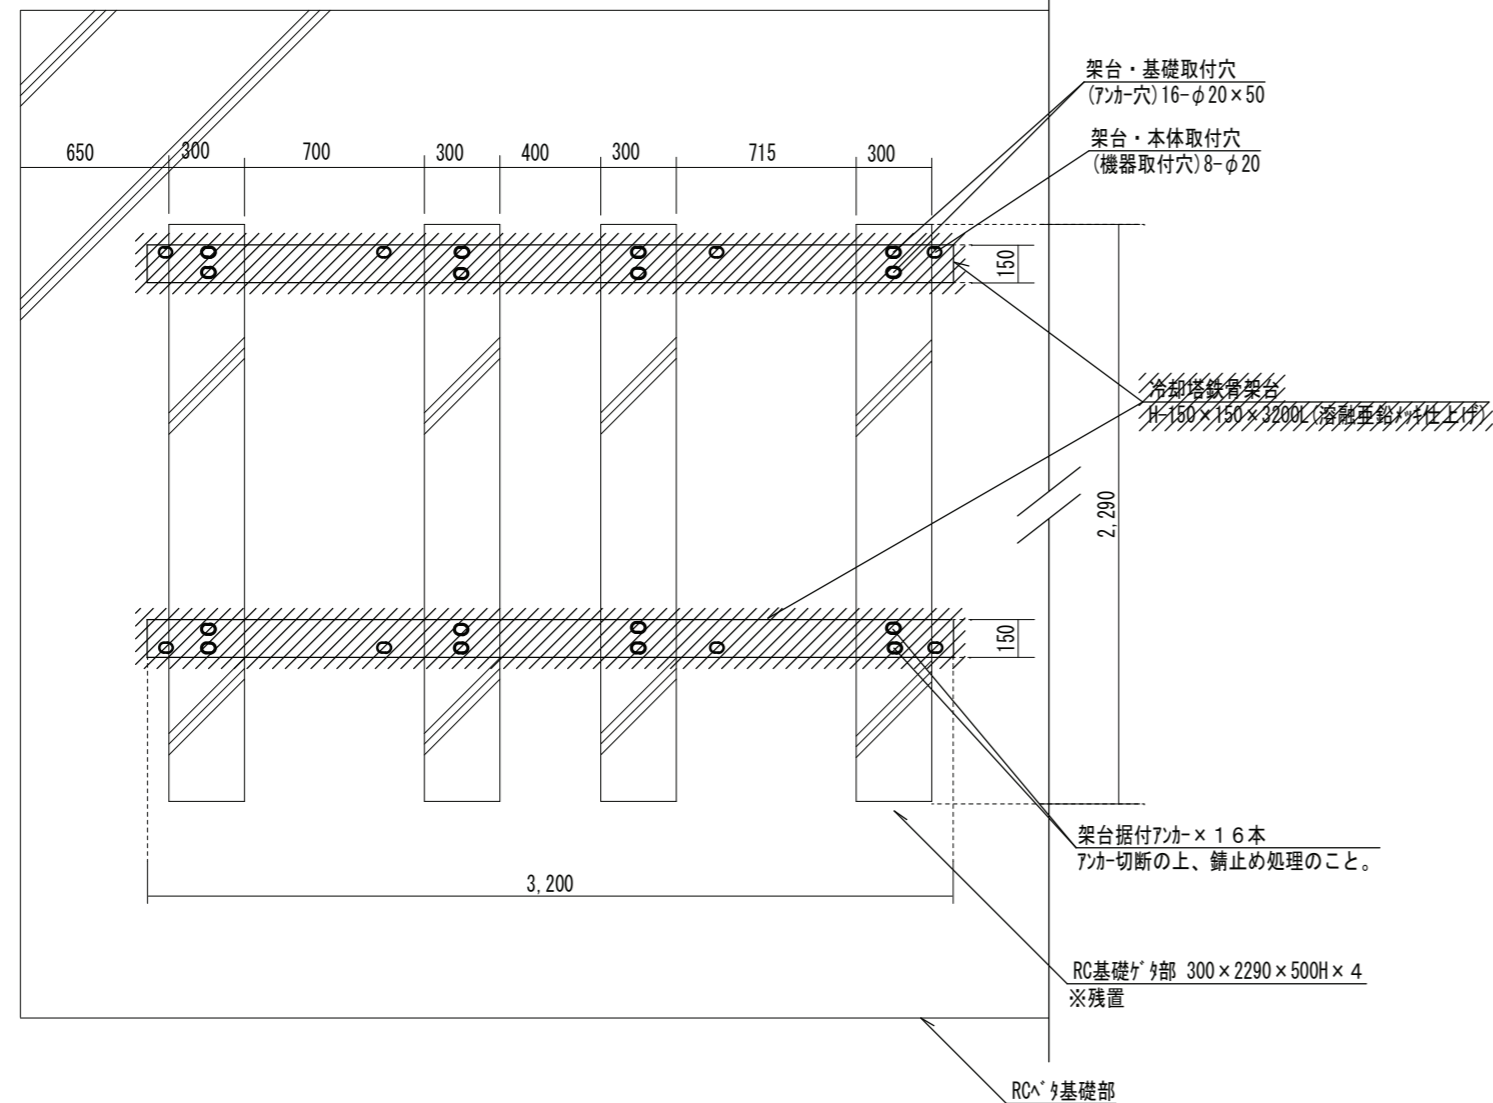 架台・基礎取付穴
(ｱﾝｶｰ穴)16-φ20×50
架台・本体取付穴
(機器取付穴)8-φ20
650
300
700
300
400
300
715
300
150
冷却塔鉄骨架台
H-150×150×3200L(溶融亜鉛ﾒｯｷ仕上げ)
2,290
150
架台据付ｱﾝｶｰ×１６本
ｱﾝｶｰ切断の上、錆止め処理のこと。
3,200
RC基礎ｹﾞﾀ部 300×2290×500H×４
※残置
RCﾍﾞﾀ基礎部